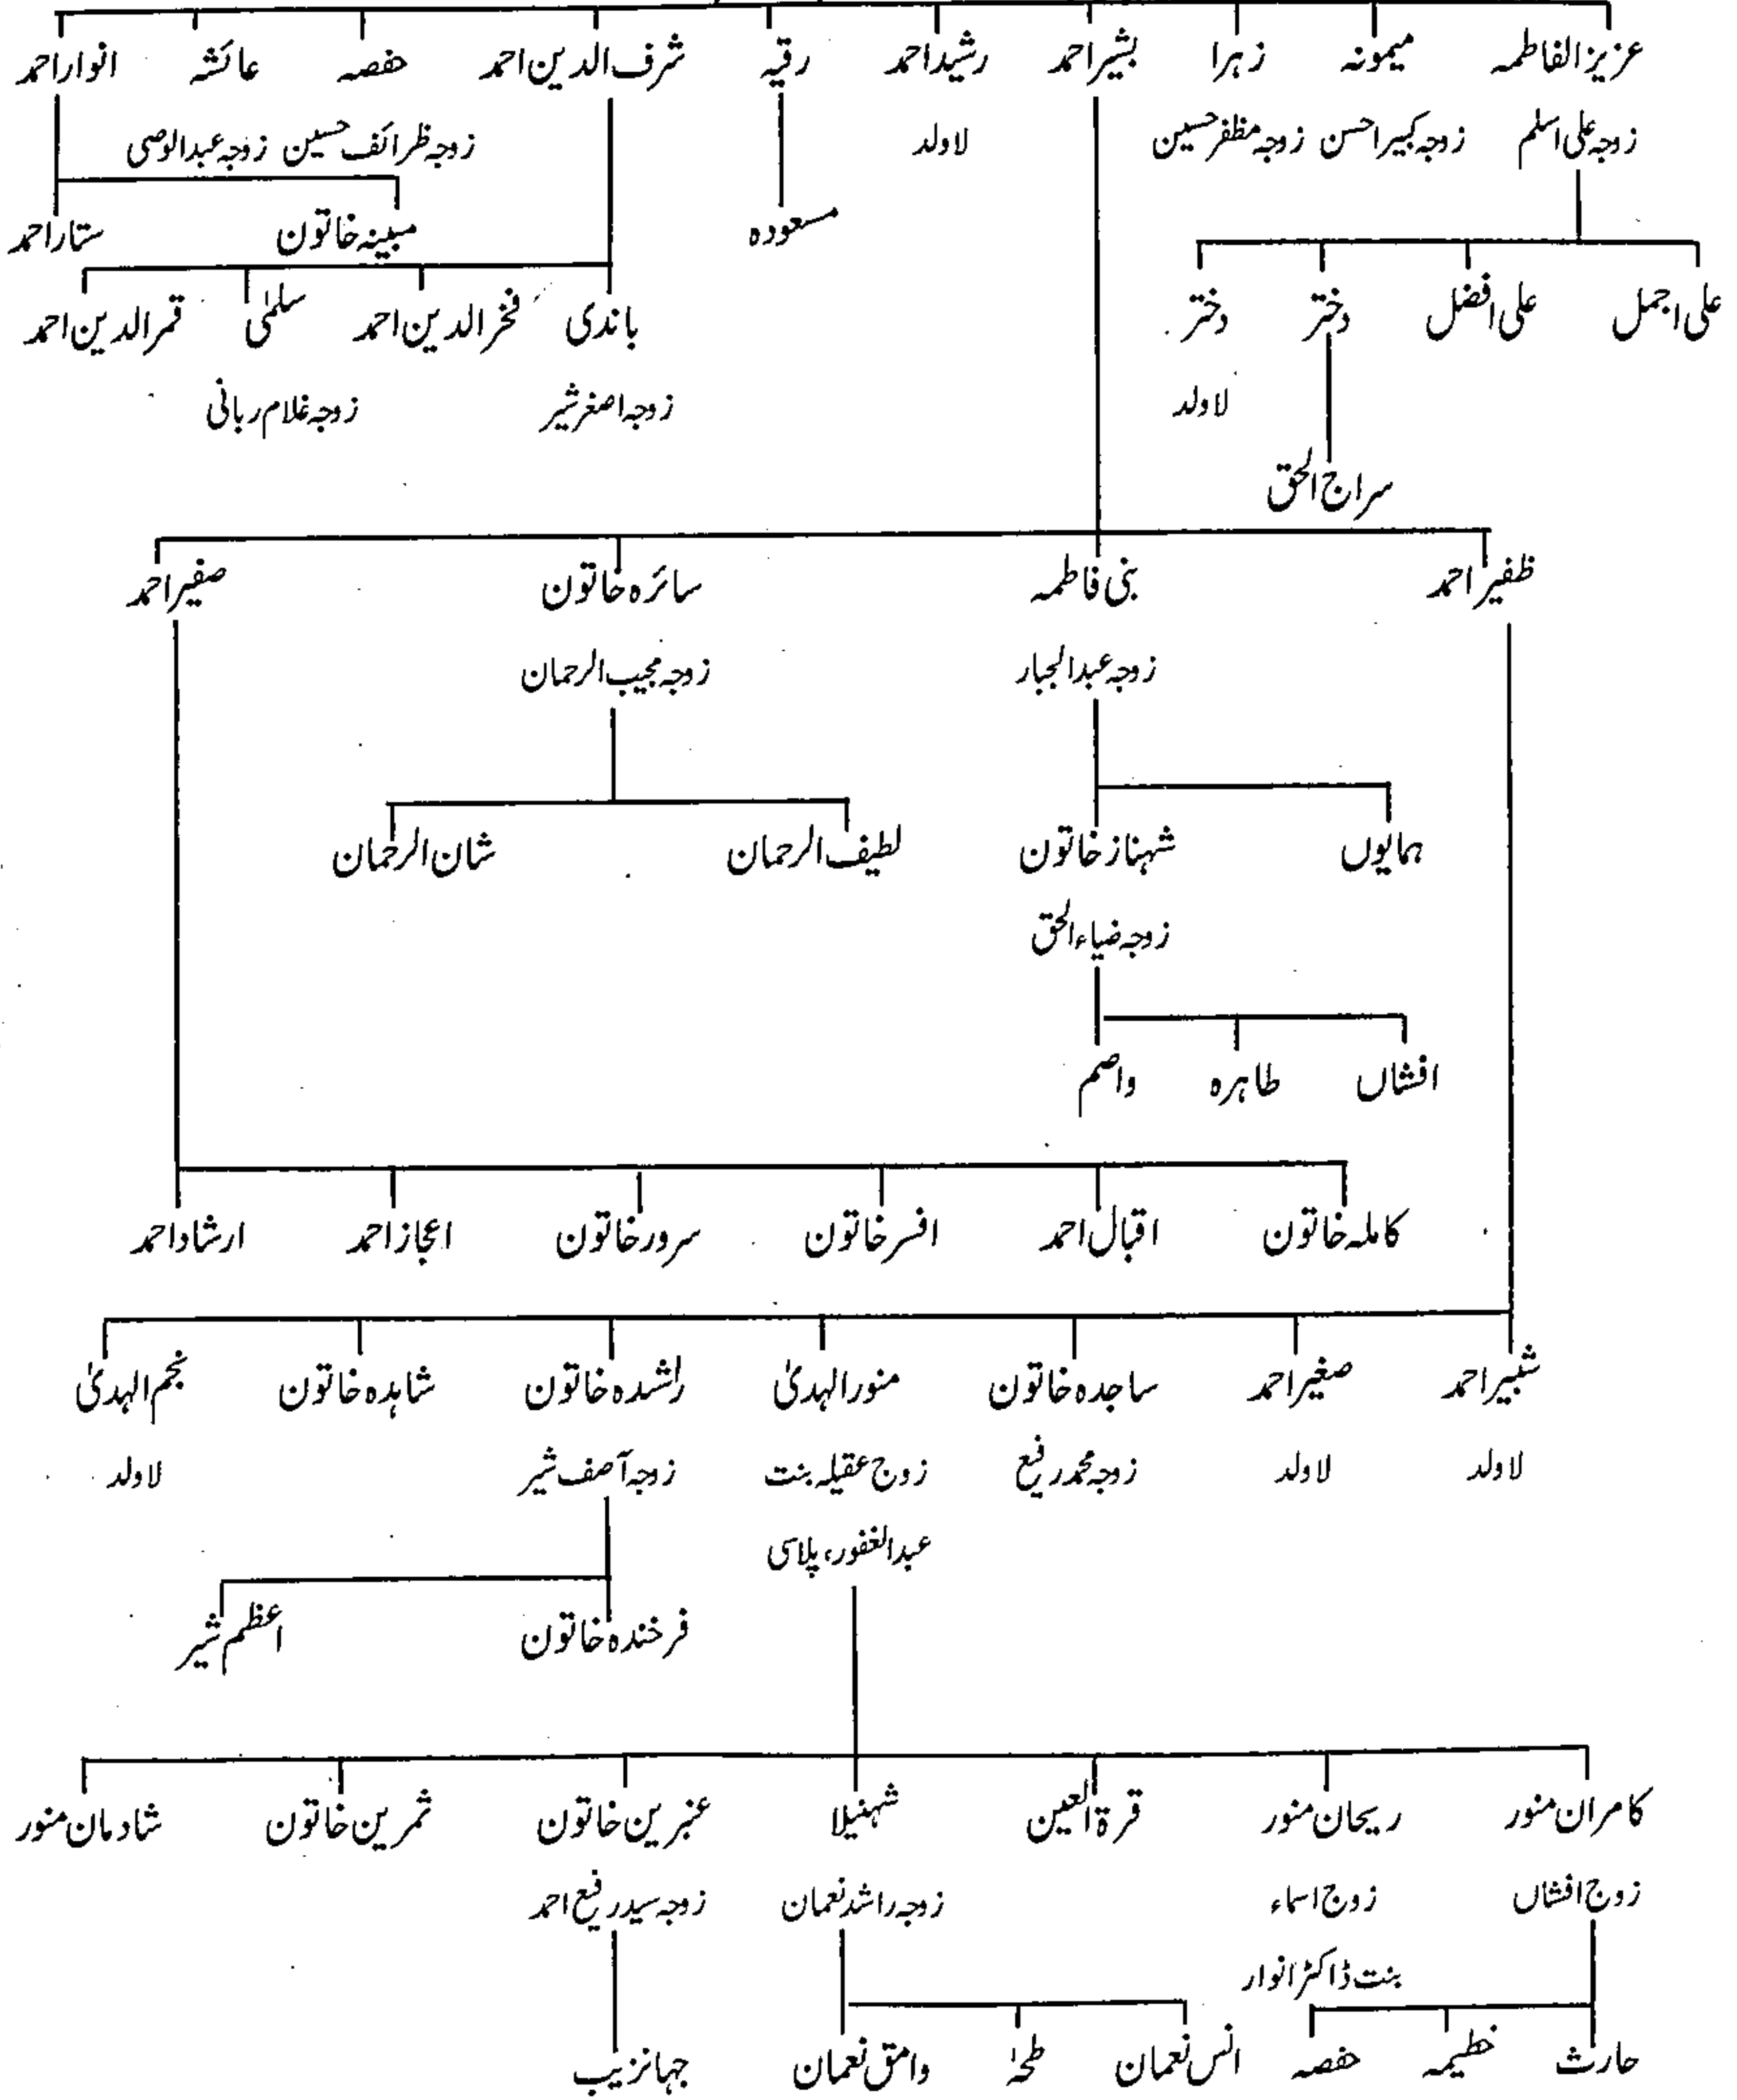 عزیز الفاطمہ میمونہ زہرا بشیر احمد رشید احمد رقیہ شرف الدین احمد حفصہ عائشہ انوار احمد
زوجہ علی اسلم زوجہ کبیر احسن زوجہ مظفر حسین لاولد زوجہ ظرائف حسین زوجہ عبدالوصی
مسعودہ مبینہ خاتون ستار احمد
علی اجمل علی افضل دختر دختر باندی فخر الدین احمد سلمٰی قمر الدین احمد
لاولد زوجہ اصغر شیر زوجہ غلام ربانی
سراج الحق
ظفیر احمد بنی فاطمہ سائرہ خاتون صفیر احمد
زوجہ عبدالجبار زوجہ مجیب الرحمان
ہمایوں شہناز خاتون لطیف الرحمان شان الرحمان
زوجہ ضیاء الحق
افشاں طاہرہ واصم
کاملہ خاتون اقبال احمد افسر خاتون سرور خاتون اعجاز احمد ارشاد احمد
شبیر احمد صغیر احمد ساجدہ خاتون منور الہدیٰ راشدہ خاتون شاہدہ خاتون نجم الہدیٰ
لاولد لاولد زوجہ محمد رفیع زوج عقیلہ بنت زوجہ آصف شیر لاولد
عبدالغفور، پلاسی
فرخندہ خاتون اعظم شیر
کامران منور ریحان منور قرۃ العین شہنیلا عنبرین خاتون ثمرین خاتون شادمان منور
زوج افشاں زوج اسماء زوجہ راشد نعمان زوجہ سید رفیع احمد
بنت ڈاکٹر انوار
حارث خطیمہ حفصہ انس نعمان طحہٰ وامق نعمان جہانزیب